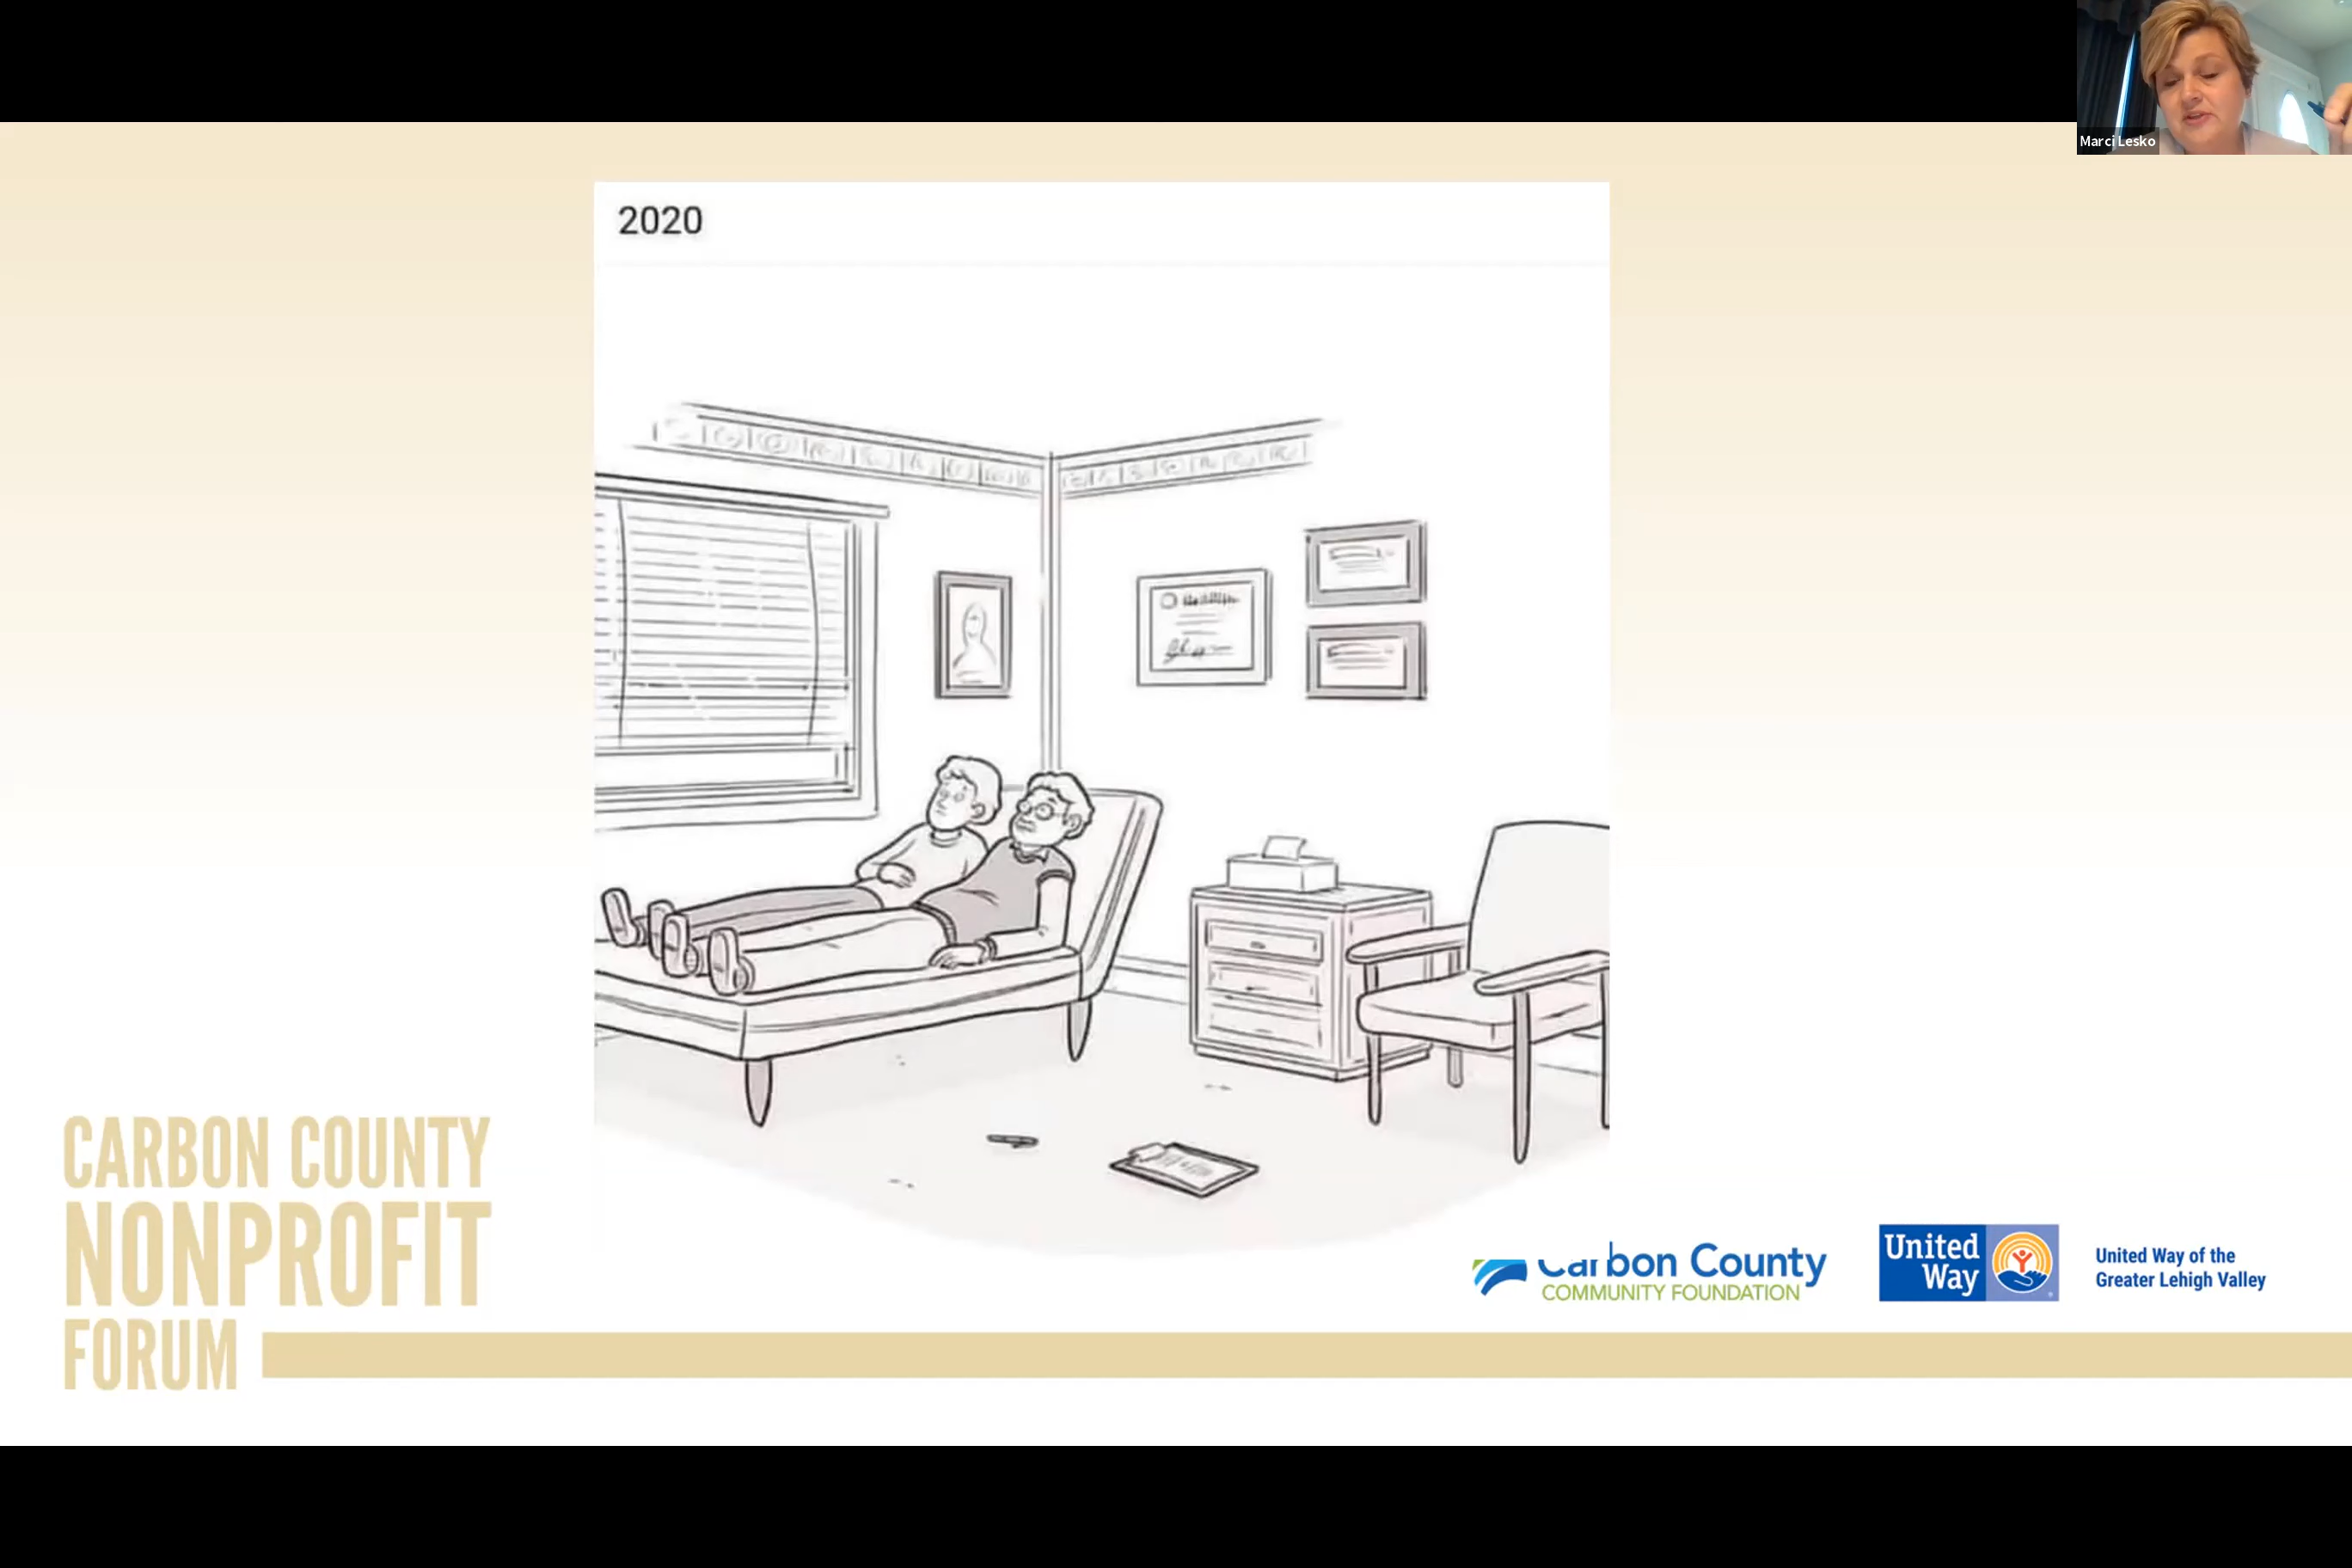 Marci Lesko
2020
CARBON COUNTY
NONPROFIT
FORUM
Carbon County
COMMUNITY FOUNDATION
United
Way
United Way of the
Greater Lehigh Valley